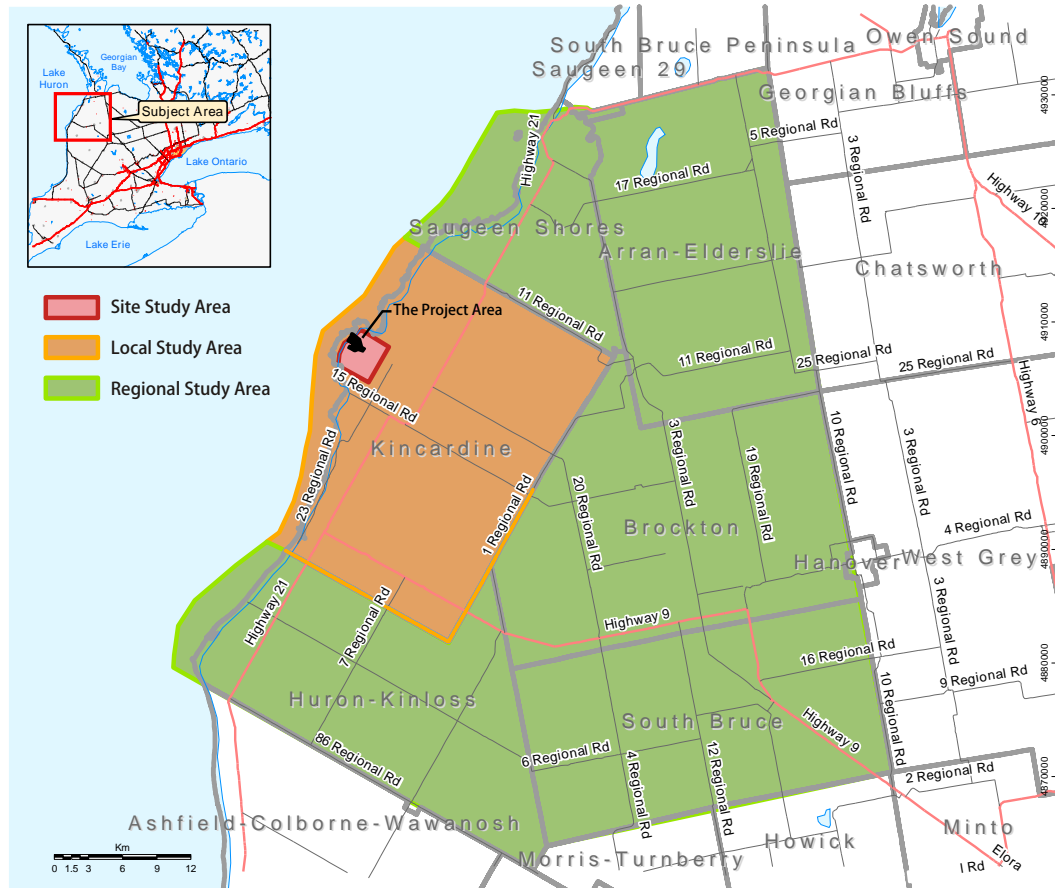 South Bruce Peninsula
Owen Sound
Saugeen 29
Georgian Bluffs
Georgian
Bay
Lake
Huron
Subject Area
Lake Ontario
Lake Erie
Site Study Area
Local Study Area
Regional Study Area
The Project Area
Highway 21
5 Regional Rd
3 Regional Rd
17 Regional Rd
Highway 10
4930000
4920000
4910000
4900000
4890000
4880000
4870000
Saugeen Shores
Arran-Elderslie
Chatsworth
11 Regional Rd
11 Regional Rd
25 Regional Rd
25 Regional Rd
Highway 6
15 Regional Rd
Kincardine
23 Regional Rd
1 Regional Rd
20 Regional Rd
3 Regional Rd
19 Regional Rd
10 Regional Rd
3 Regional Rd
4 Regional Rd
Brockton
Hanover
West Grey
Highway 21
7 Regional Rd
Highway 9
16 Regional Rd
3 Regional Rd
9 Regional Rd
10 Regional Rd
Huron-Kinloss
South Bruce
Highway 9
86 Regional Rd
6 Regional Rd
4 Regional Rd
12 Regional Rd
2 Regional Rd
Ashfield-Colborne-Wawanosh
Morris-Turnberry
Howick
Minto
Elora
l Rd
Km
0 1.5 3 6 9 12